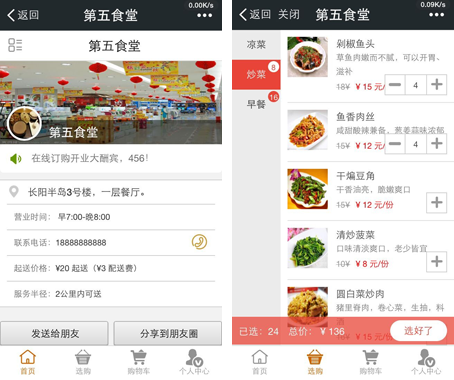 0.00K/s
返回
第五食堂
第五食堂
第五食堂
在线订购开业大酬宾，456！
长阳半岛3号楼，一层餐厅。
营业时间： 早7:00-晚8:00
联系电话： 18888888888
起送价格： ¥20 起送（¥3 配送费）
服务半径： 2公里内可送
发送给朋友
分享到朋友圈
首页
选购
购物车
个人中心
0.09K/s
返回 关闭 第五食堂
凉菜
炒菜 8
早餐 16
剁椒鱼头
草鱼肉嫩而不腻，可以开胃、
滋补
18¥ ¥ 15 元/份 4
鱼香肉丝
咸甜酸辣兼备，葱姜蒜味浓郁
15¥ ¥ 12 元/份 4
干煸豆角
干香油亮，脆嫩爽口
15¥ ¥ 12 元/份
清炒菠菜
口味清淡爽口，老少皆宜
10¥ ¥ 8 元/份
圆白菜炒肉
猪里脊肉，卷心菜，生抽，料
已选：24 总价：¥ 136 选好了
首页
选购
购物车
个人中心